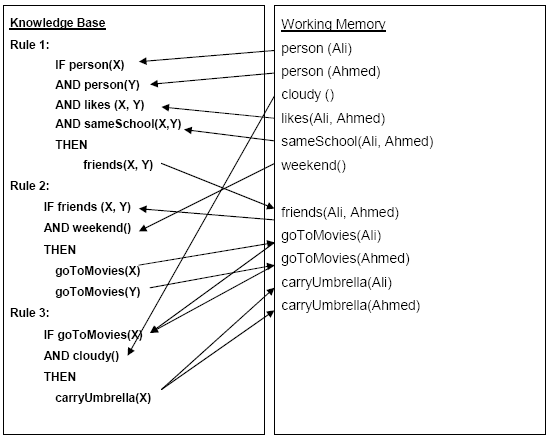 Knowledge Base
Rule 1:
IF person(X)
AND person(Y)
AND likes (X, Y)
AND sameSchool(X,Y)
THEN
friends(X, Y)
Rule 2:
IF friends (X, Y)
AND weekend()
THEN
goToMovies(X)
goToMovies(Y)
Rule 3:
IF goToMovies(X)
AND cloudy()
THEN
carryUmbrella(X)
Working Memory
person (Ali)
person (Ahmed)
cloudy ()
likes(Ali, Ahmed)
sameSchool(Ali, Ahmed)
weekend()
friends(Ali, Ahmed)
goToMovies(Ali)
goToMovies(Ahmed)
carryUmbrella(Ali)
carryUmbrella(Ahmed)